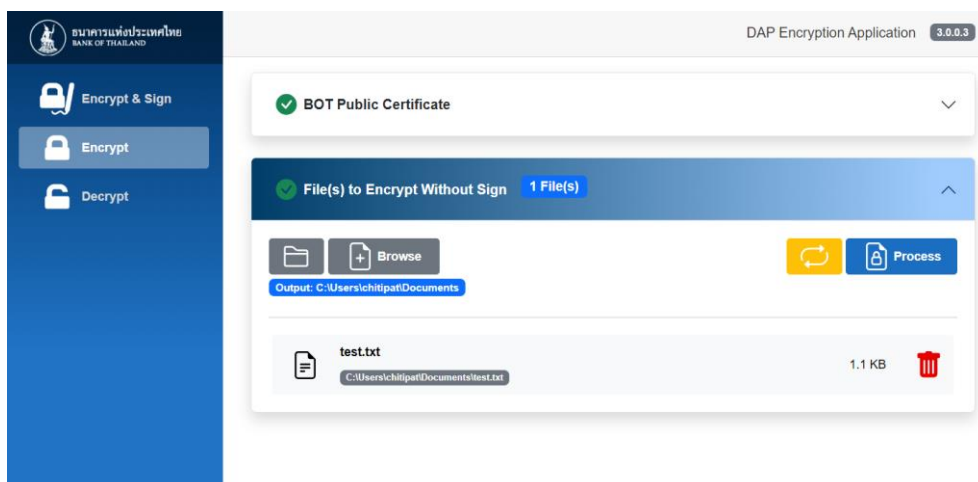 ธนาคารแห่งประเทศไทย
BANK OF THAILAND
DAP Encryption Application 3.0.0.3
Encrypt & Sign
Encrypt
Decrypt
BOT Public Certificate
File(s) to Encrypt Without Sign 1 File(s)
Browse
Process
Output: C:\Users\chitipat\Documents
test.txt
C:\Users\chitipat\Documents\test.txt
1.1 KB